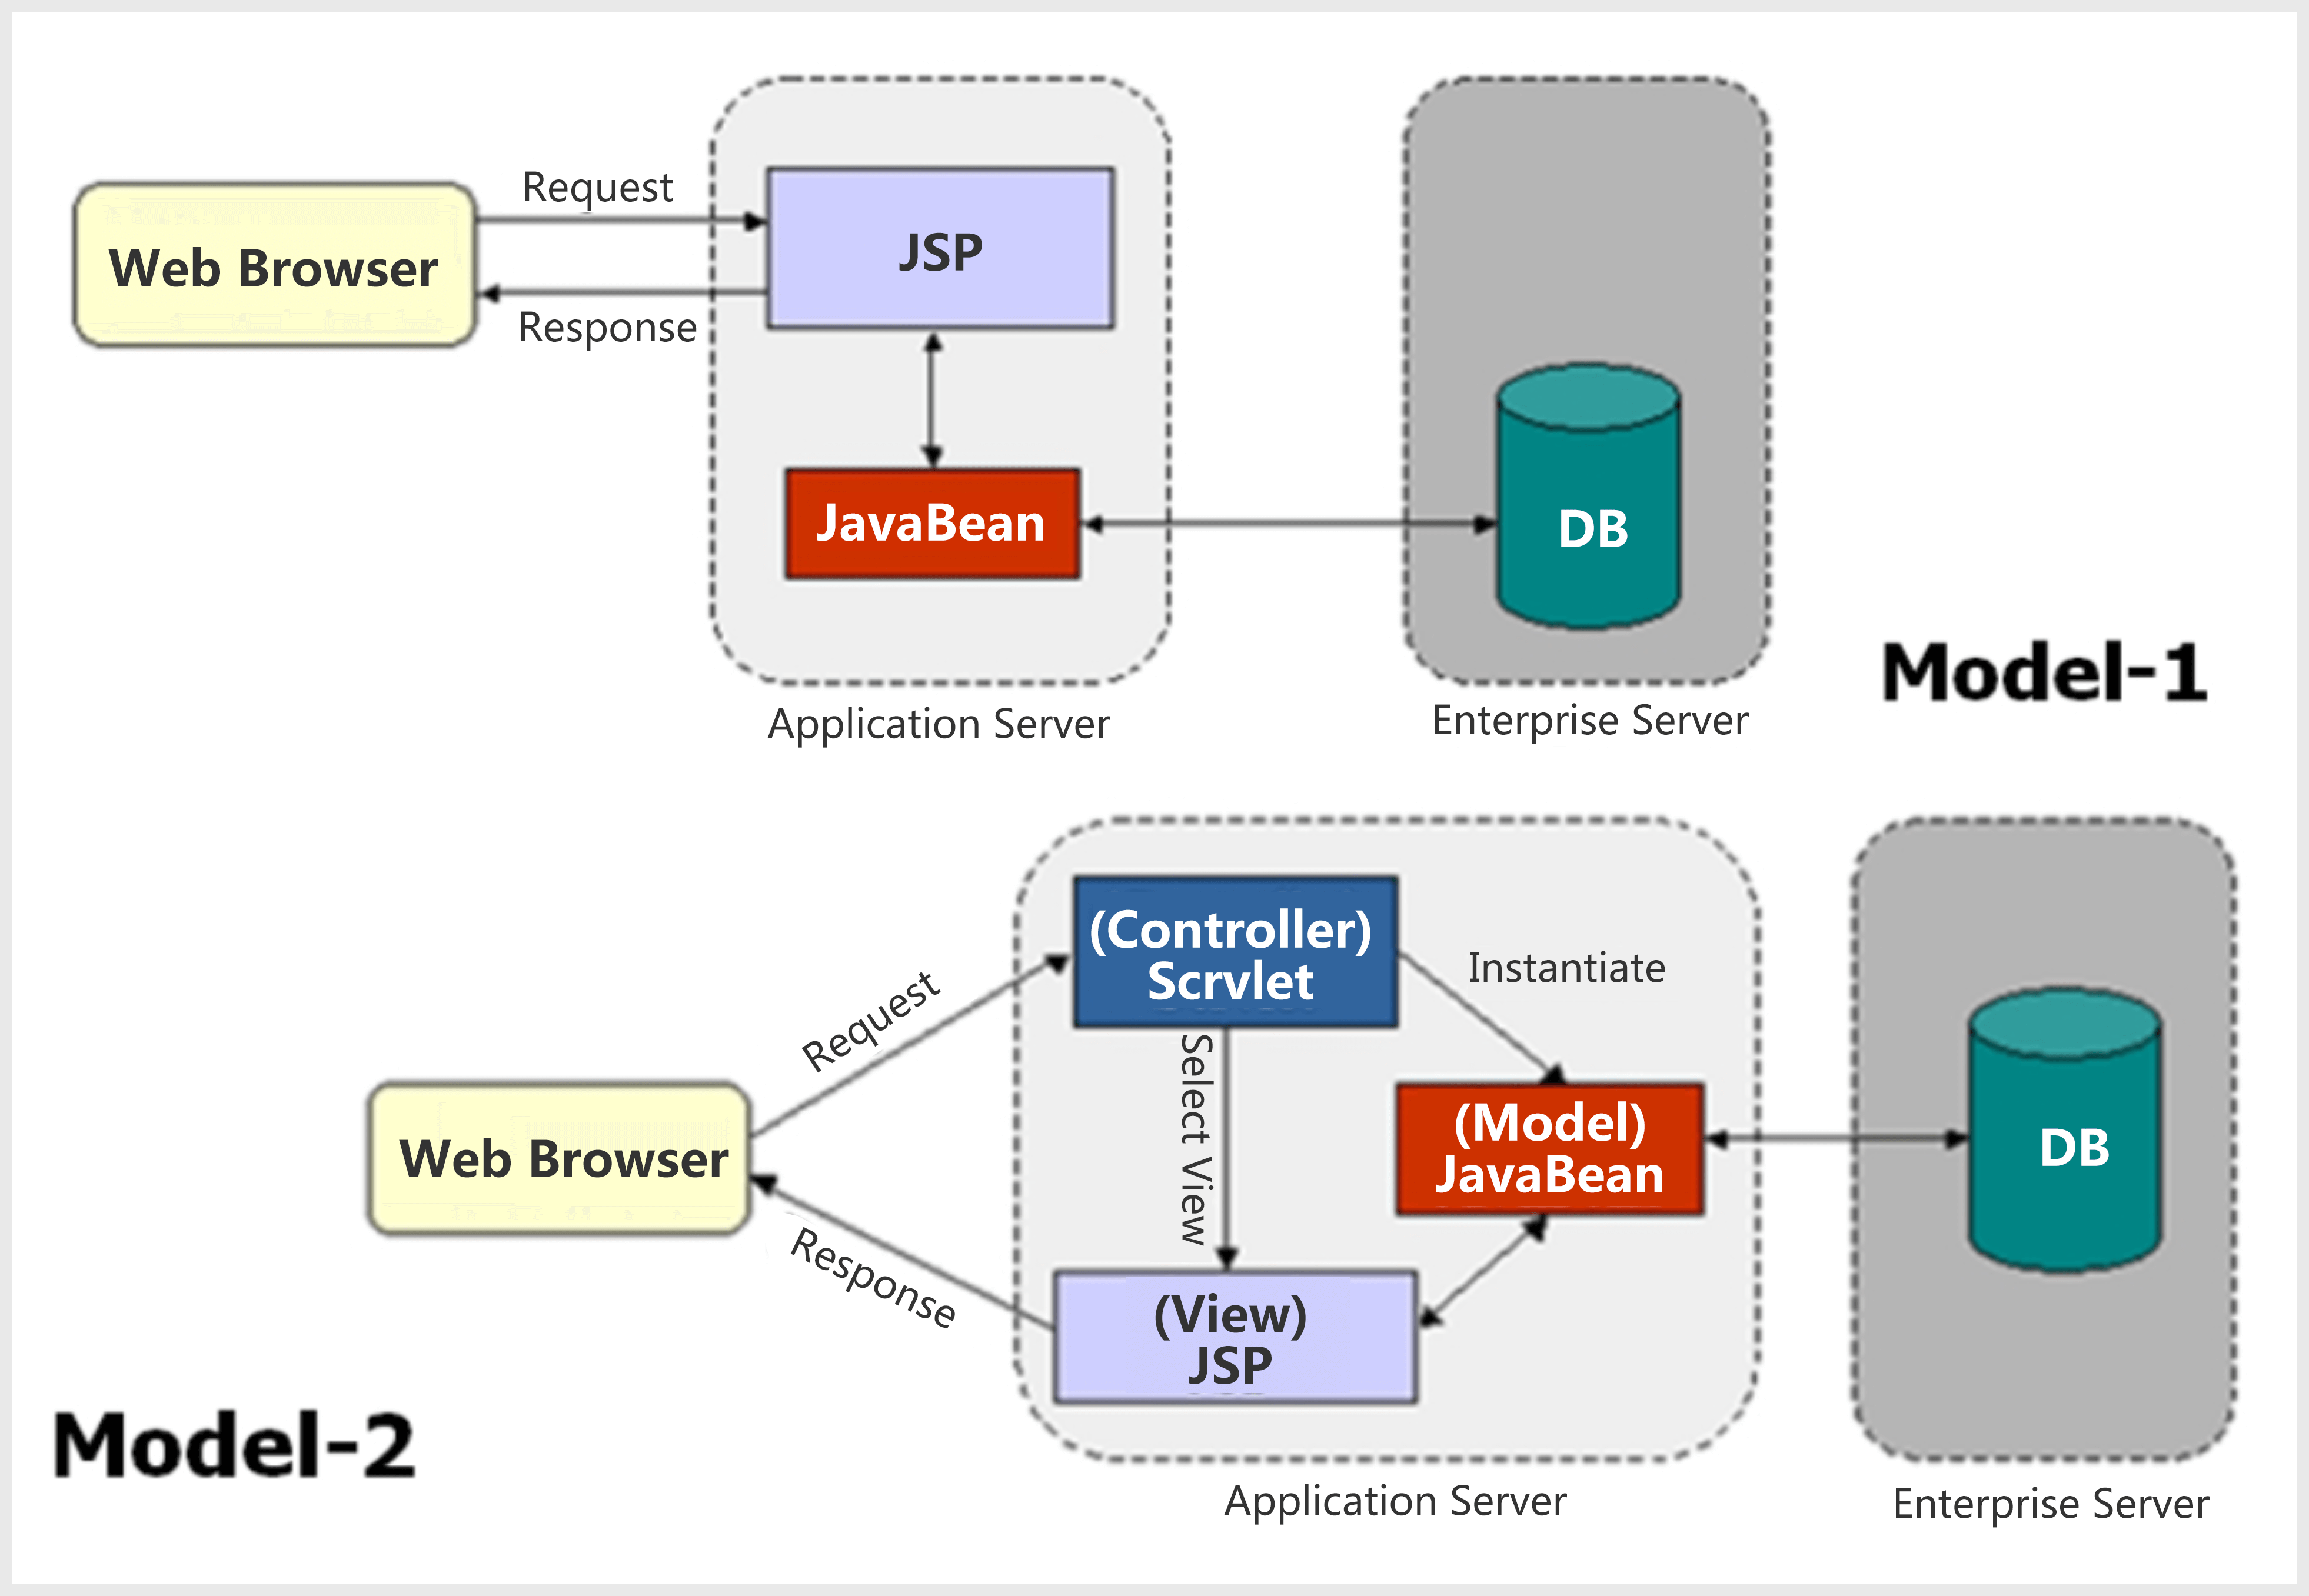 Request
Web Browser
Response
JSP
JavaBean
DB
Application Server
Enterprise Server
Model-1
(Controller)
Scrvlet
Instantiate
Request
Select View
Web Browser
(Model)
JavaBean
DB
Response
(View)
JSP
Model-2
Application Server
Enterprise Server